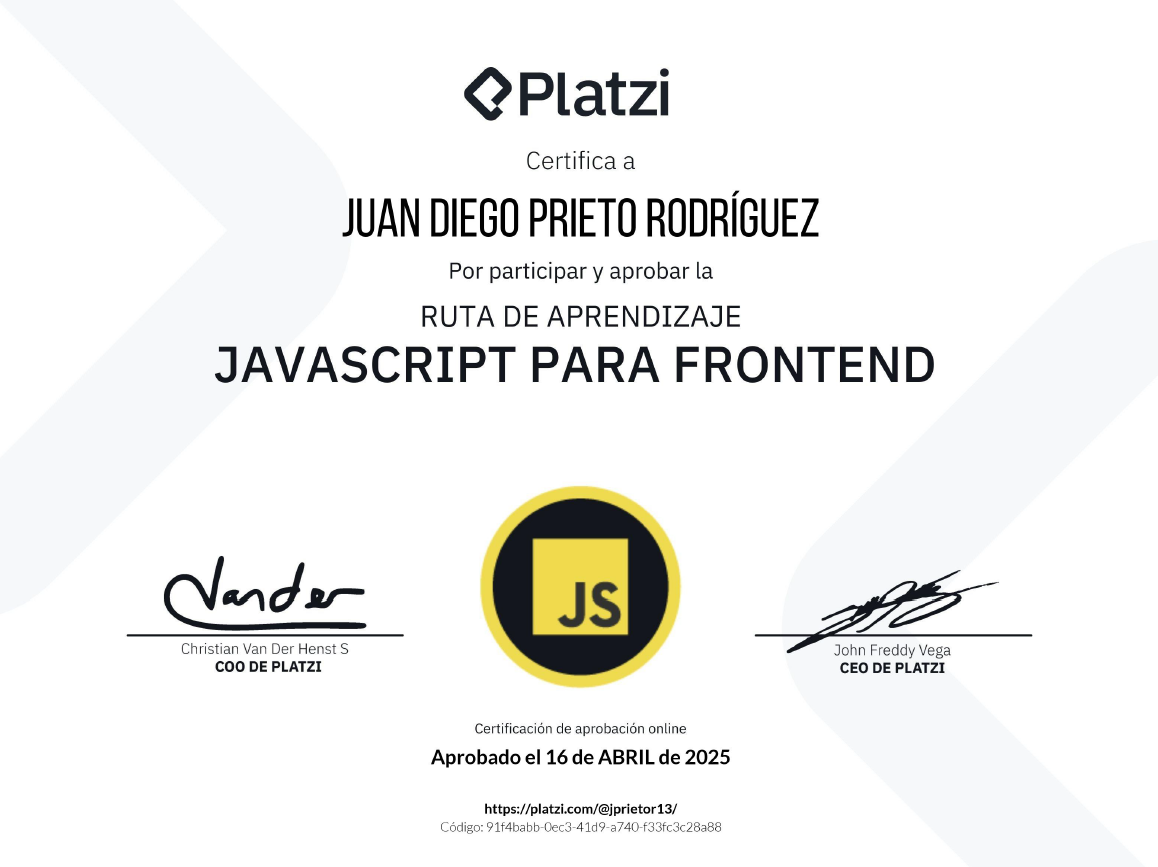 Platzi
Certifica a
JUAN DIEGO PRIETO RODRÍGUEZ
Por participar y aprobar la
RUTA DE APRENDIZAJE
JAVASCRIPT PARA FRONTEND
JS
Vander
Christian Van Der Henst S
COO DE PLATZI
John Freddy Vega
CEO DE PLATZI
Certificación de aprobación online
Aprobado el 16 de ABRIL de 2025
https://platzi.com/@jprietor13/
Código: 91f4babb-0ec3-41d9-a740-f33fc3c28a88